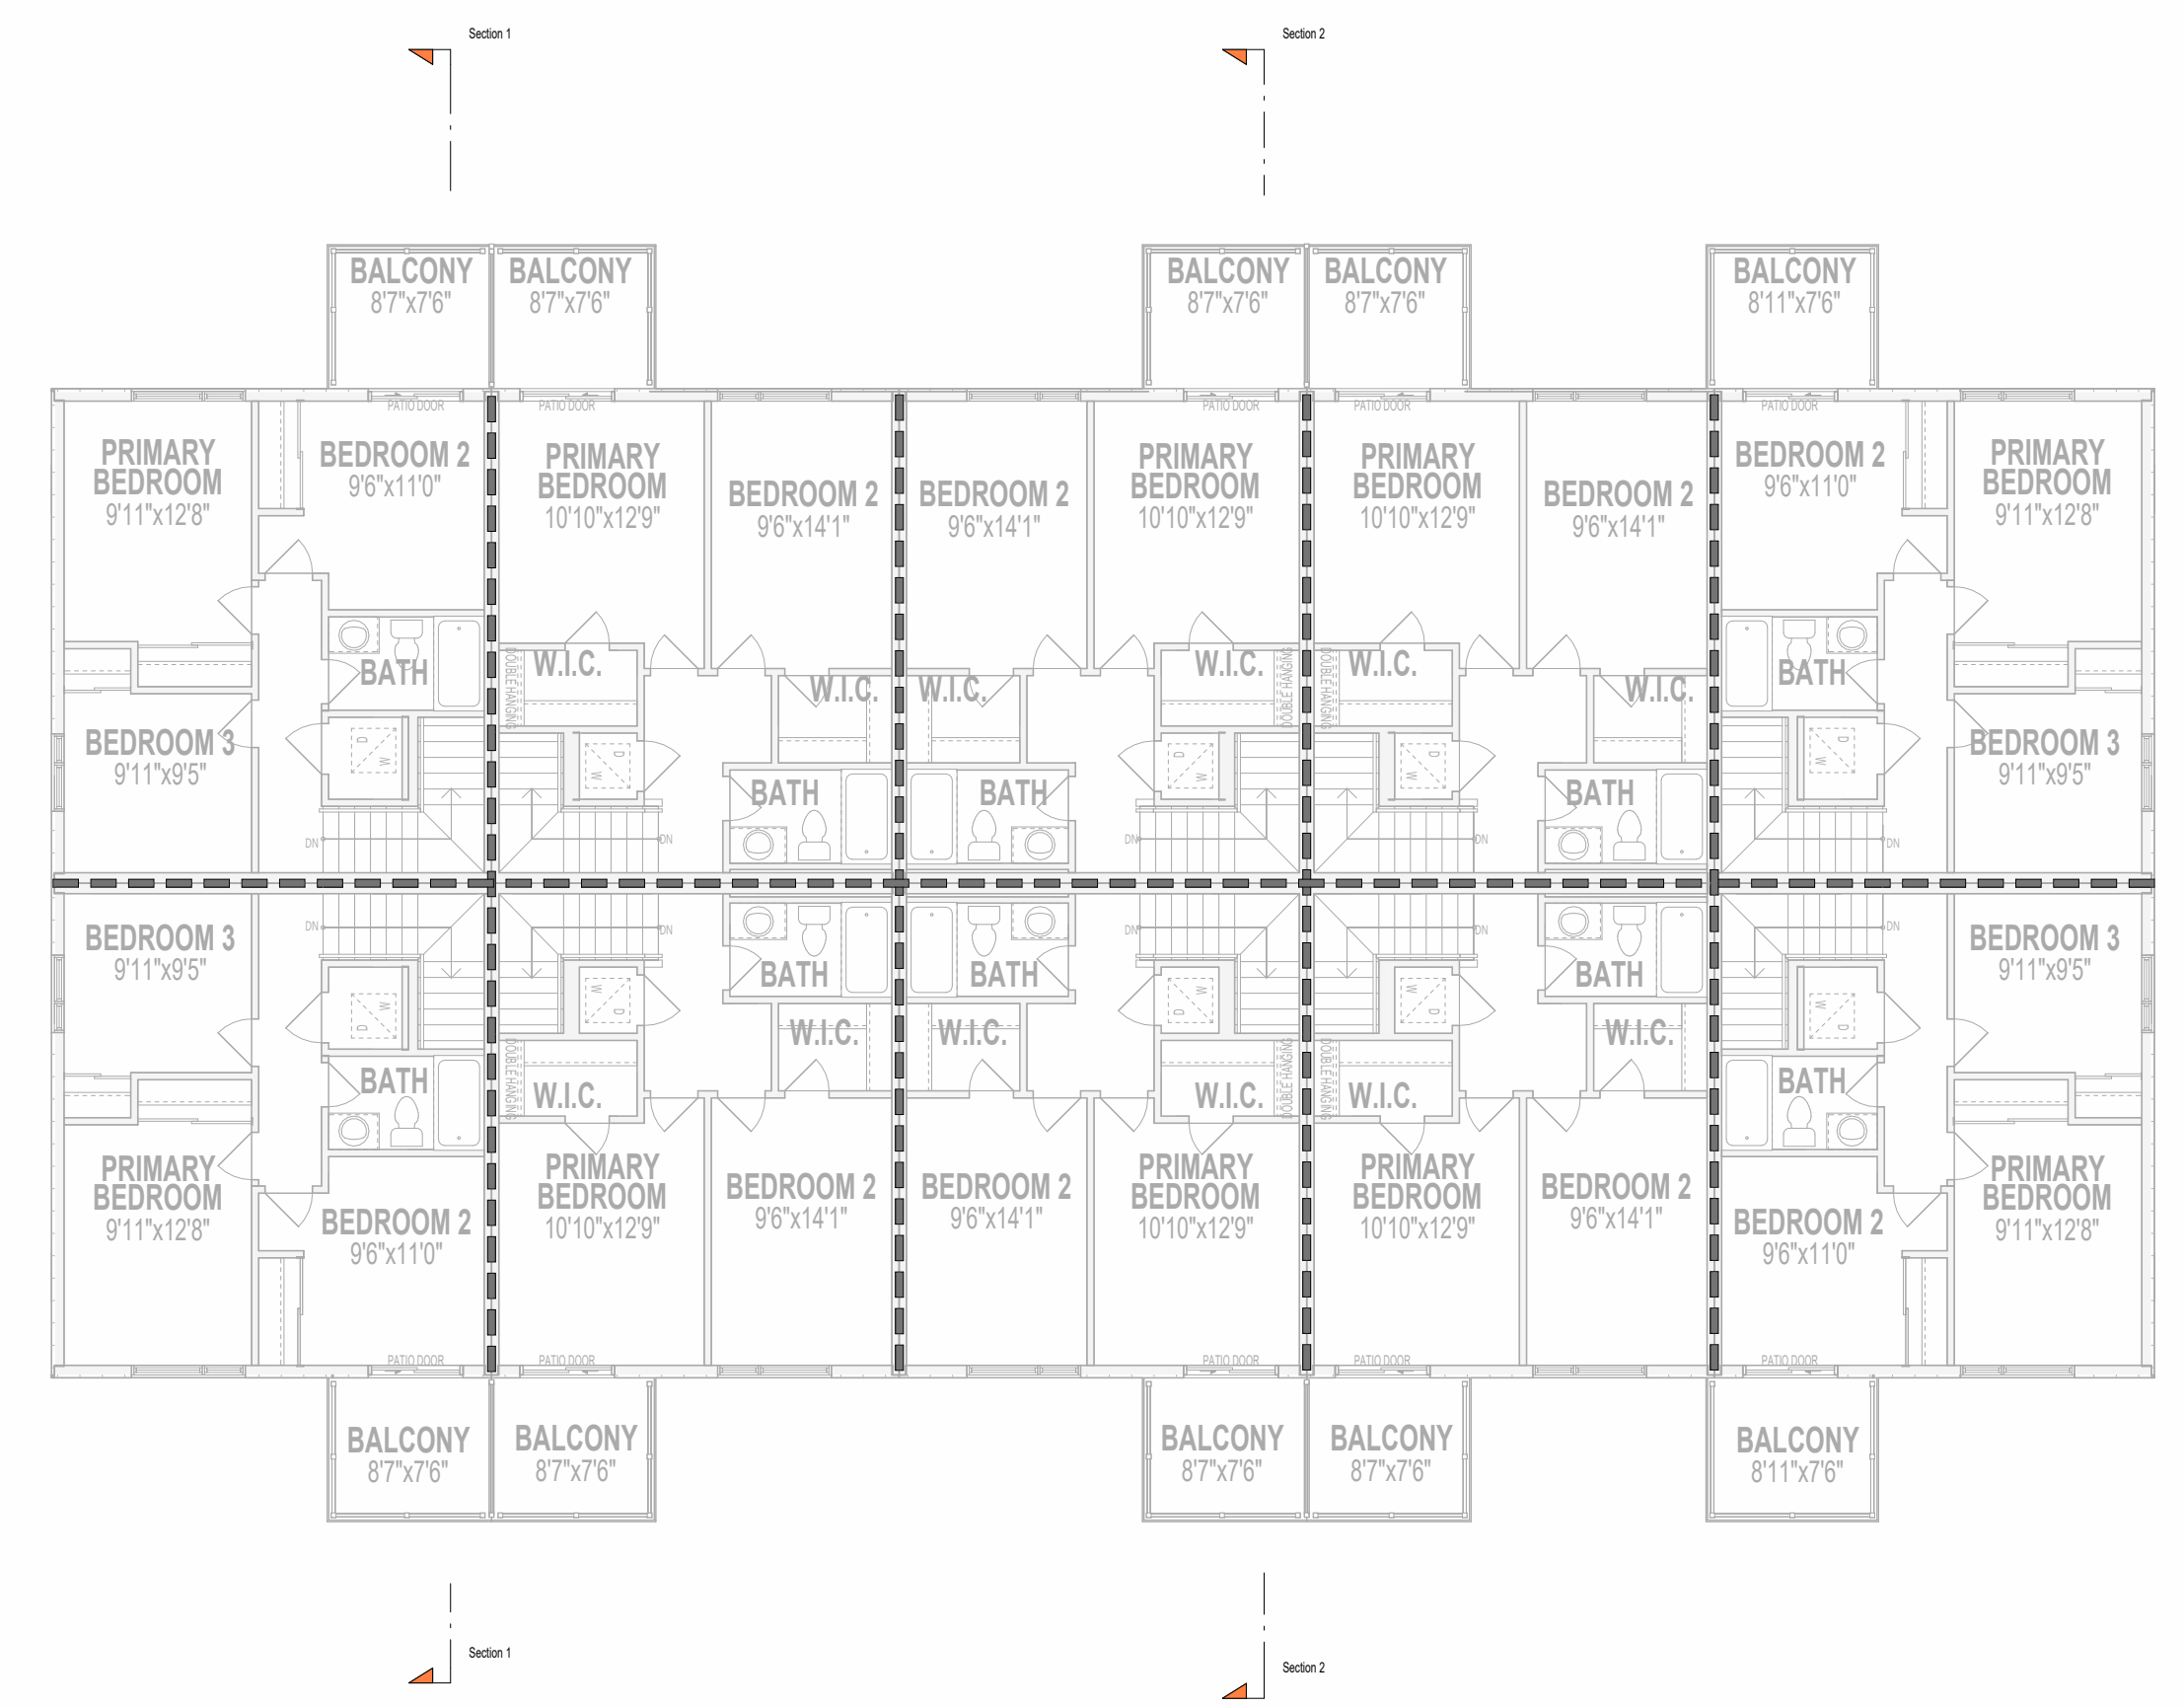 Section 1
Section 2
BALCONY
8'7"x7'6"
BALCONY
8'7"x7'6"
BALCONY
8'7"x7'6"
BALCONY
8'7"x7'6"
BALCONY
8'11"x7'6"
PATIO DOOR
PATIO DOOR
PATIO DOOR
PATIO DOOR
PATIO DOOR
PRIMARY
BEDROOM
9'11"x12'8"
BEDROOM 2
9'6"x11'0"
PRIMARY
BEDROOM
10'10"x12'9"
BEDROOM 2
9'6"x14'1"
BEDROOM 2
9'6"x14'1"
PRIMARY
BEDROOM
10'10"x12'9"
PRIMARY
BEDROOM
10'10"x12'9"
BEDROOM 2
9'6"x14'1"
BEDROOM 2
9'6"x11'0"
PRIMARY
BEDROOM
9'11"x12'8"
BATH
DOUBLE HANGING
W.I.C.
W.I.C.
W.I.C.
W.I.C.
DOUBLE HANGING
DOUBLE HANGING
W.I.C.
W.I.C.
BATH
BEDROOM 3
9'11"x9'5"
D
W
D
W
BATH
BATH
D
W
D
W
BATH
D
W
BEDROOM 3
9'11"x9'5"
DN
DN
DN
DN
DN
BEDROOM 3
9'11"x9'5"
DN
DN
DN
DN
DN
BEDROOM 3
9'11"x9'5"
W
D
W
D
BATH
BATH
W
D
W
D
BATH
W
D
BATH
DOUBLE HANGING
W.I.C.
W.I.C.
W.I.C.
W.I.C.
DOUBLE HANGING
DOUBLE HANGING
W.I.C.
W.I.C.
BATH
PRIMARY
BEDROOM
9'11"x12'8"
BEDROOM 2
9'6"x11'0"
PRIMARY
BEDROOM
10'10"x12'9"
BEDROOM 2
9'6"x14'1"
BEDROOM 2
9'6"x14'1"
PRIMARY
BEDROOM
10'10"x12'9"
PRIMARY
BEDROOM
10'10"x12'9"
BEDROOM 2
9'6"x14'1"
BEDROOM 2
9'6"x11'0"
PRIMARY
BEDROOM
9'11"x12'8"
PATIO DOOR
PATIO DOOR
PATIO DOOR
PATIO DOOR
PATIO DOOR
BALCONY
8'7"x7'6"
BALCONY
8'7"x7'6"
BALCONY
8'7"x7'6"
BALCONY
8'7"x7'6"
BALCONY
8'11"x7'6"
Section 1
Section 2